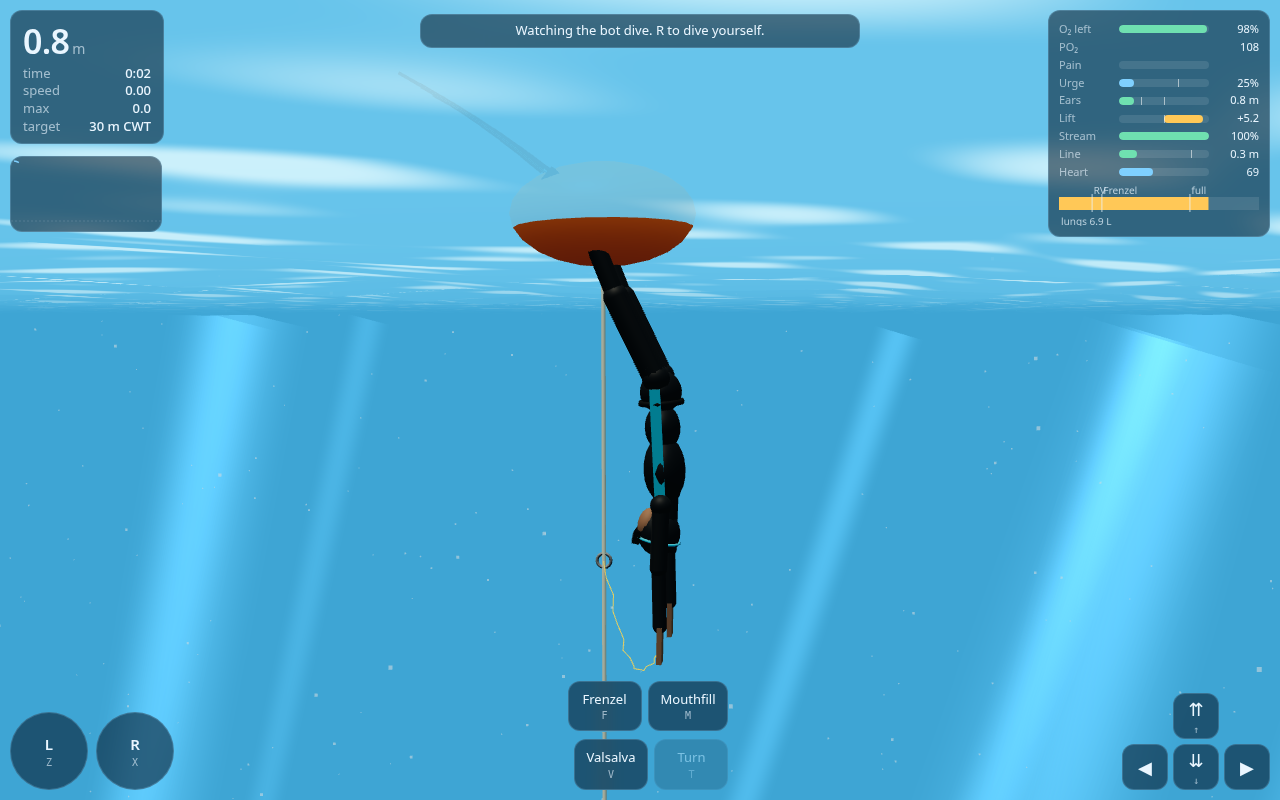 0.8 m
time 0:02
speed 0.00
max 0.0
target 30 m CWT
Watching the bot dive. R to dive yourself.
O₂ left 98%
PO₂ 108
Pain
Urge 25%
Ears 0.8 m
Lift +5.2
Stream 100%
Line 0.3 m
Heart 69
RV Frenzel full
lungs 6.9 L
Frenzel
F
Mouthfill
M
Valsalva
V
Turn
T
L
Z
R
X
⇈
↑
◀ ⇊ ▶
↓